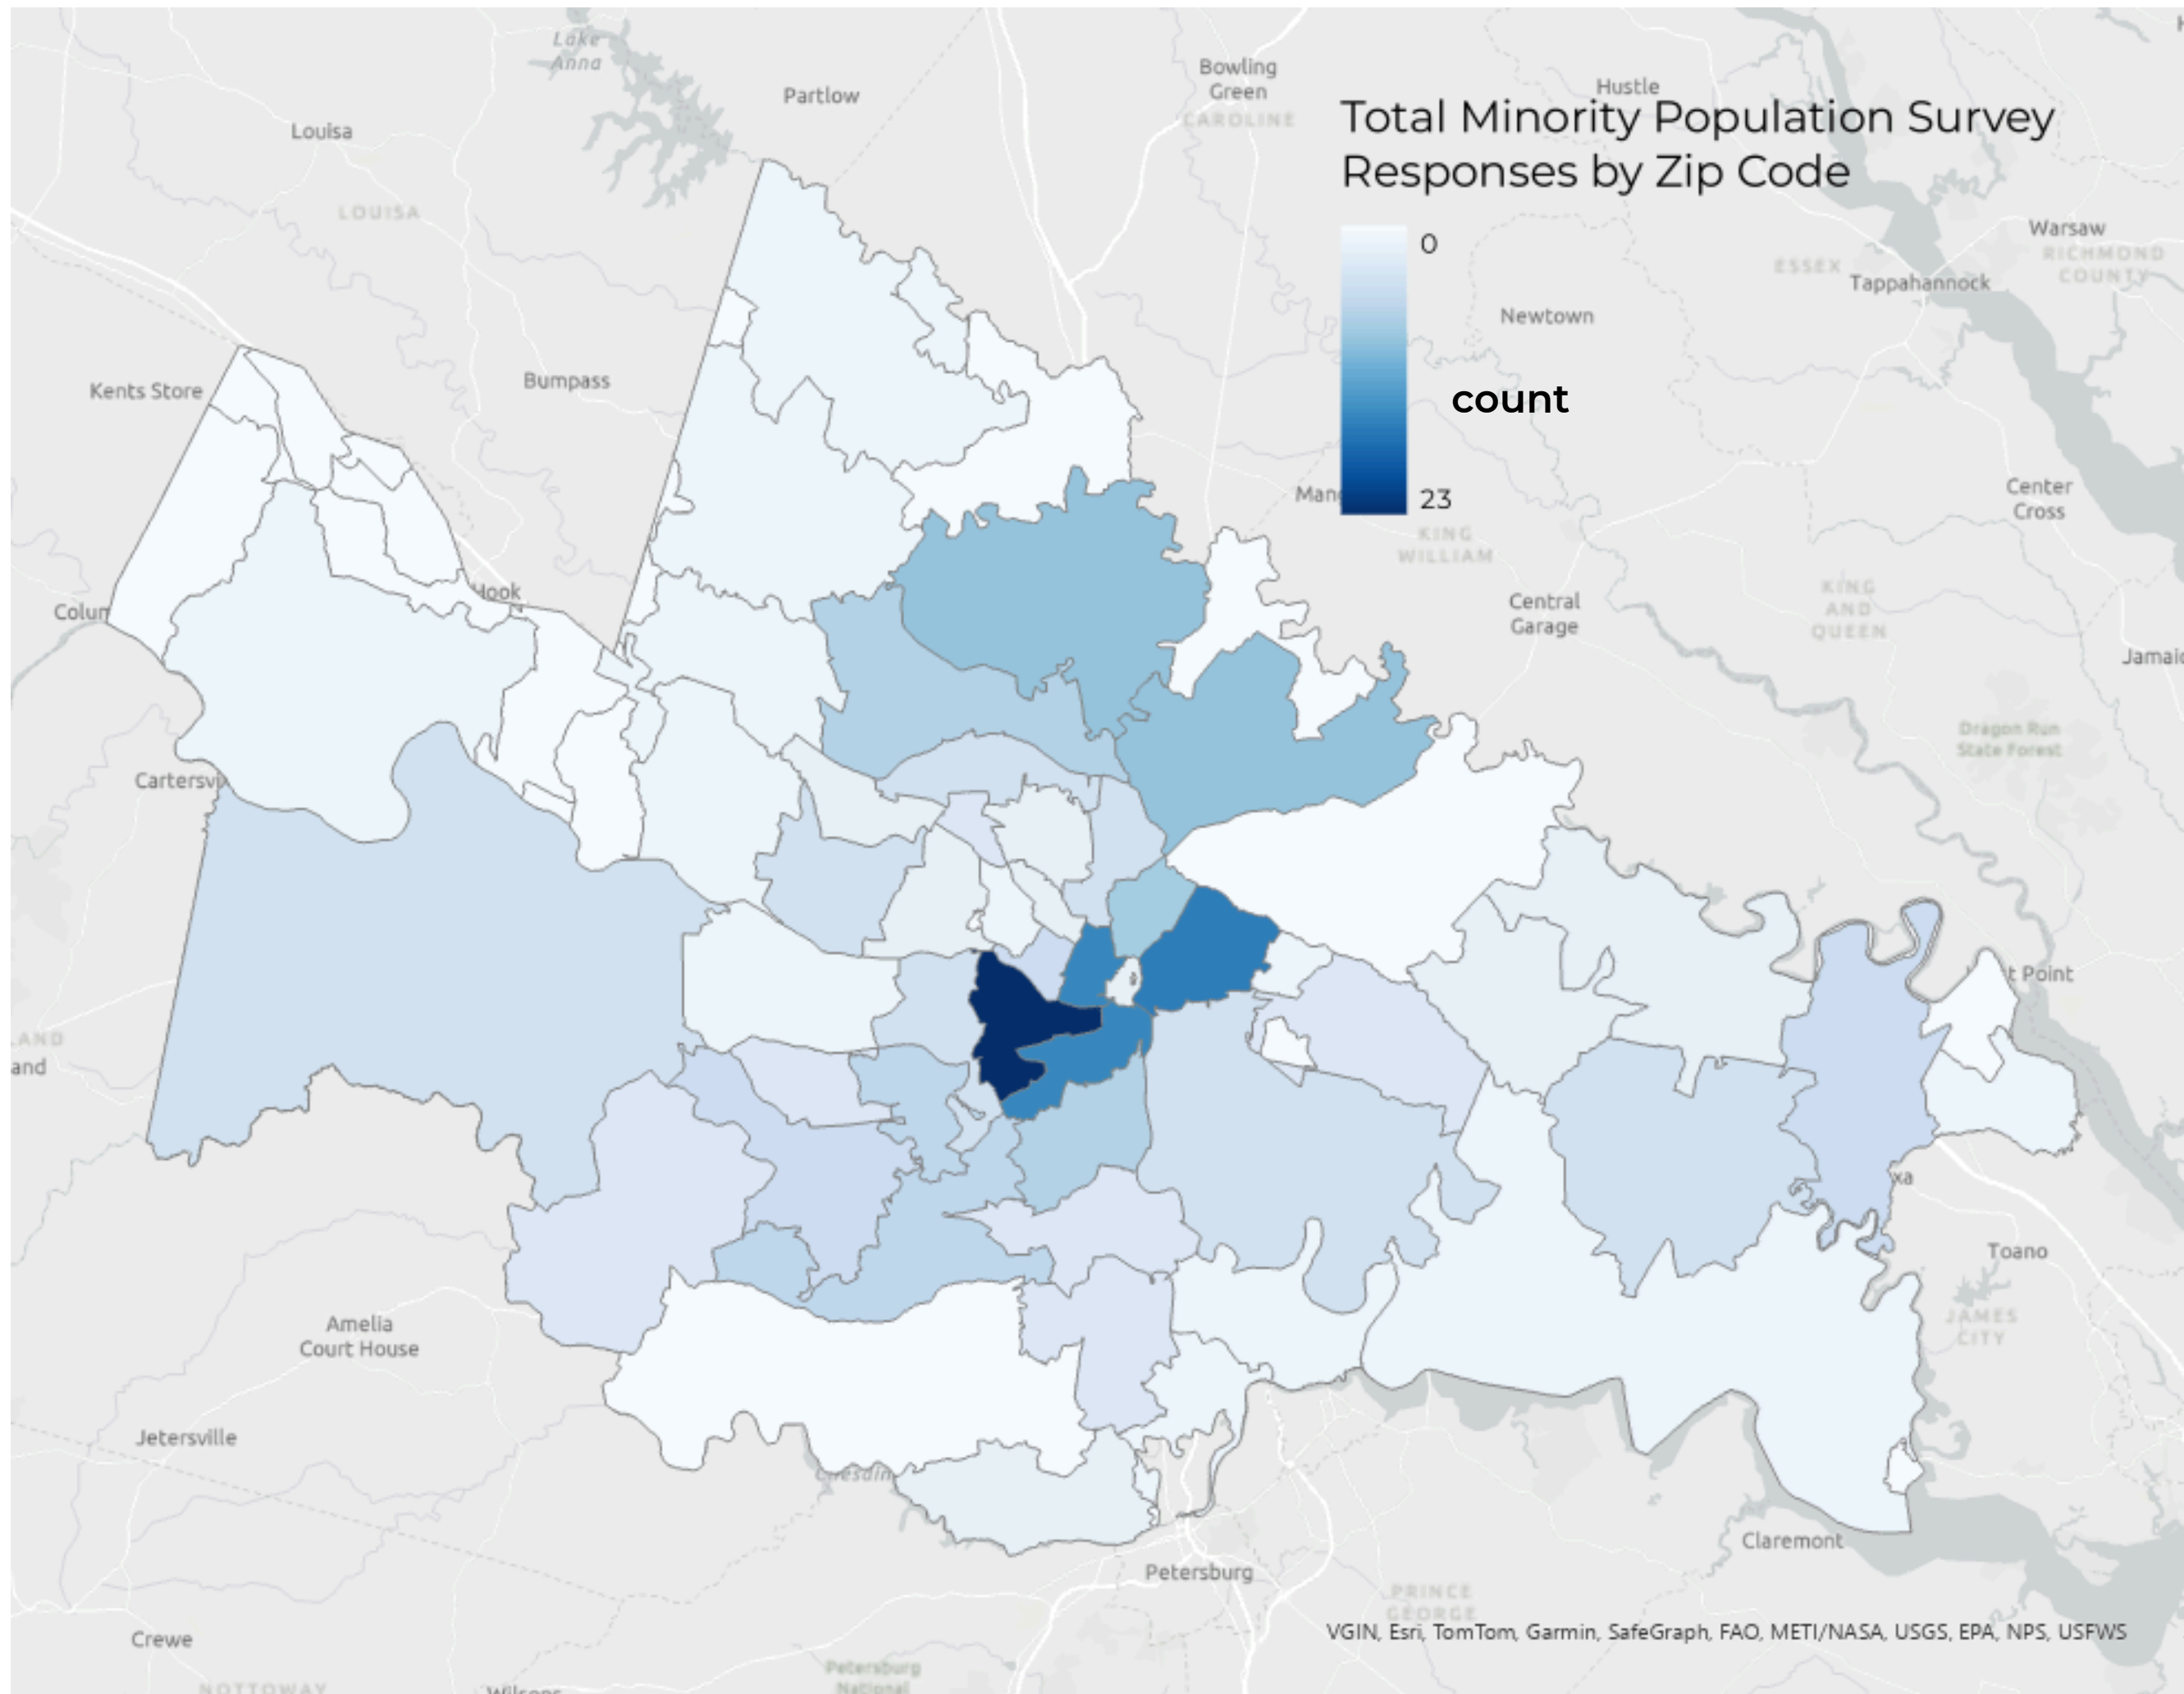 Lake
Anna
Partlow
Bowling
Green
CAROLINE
Hustle
Louisa
Total Minority Population Survey
Responses by Zip Code
LOUISA
0
Warsaw
RICHMOND
COUNTY
ESSEX
Tappahannock
Newtown
Kents Store
Bumpass
count
23
Center
Cross
KING
WILLIAM
Hook
Colum
Central
Garage
KING
AND
QUEEN
Jamaic
Dragon Run
State Forest
Cartersvi
t Point
LAND
and
xa
Toano
Amelia
Court House
JAMES
CITY
Jetersville
Chesdin
Claremont
Petersburg
PRINCE
GEORGE
VGIN, Esri, TomTom, Garmin, SafeGraph, FAO, METI/NASA, USGS, EPA, NPS, USFWS
Crewe
Petersburg
National
NOTTOWAY